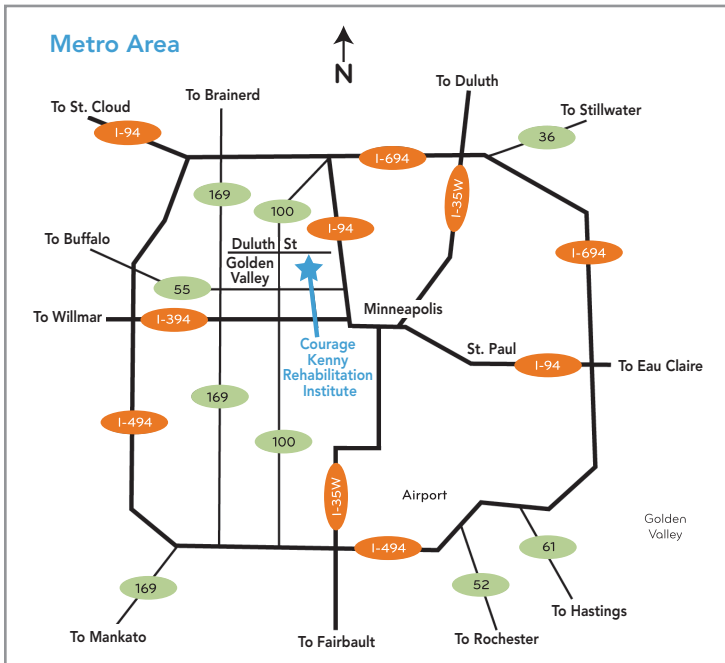 Metro Area
N
To Duluth
To Brainerd
To St. Cloud
To Stillwater
I-94
36
I-694
169
I-35W
100
I-94
To Buffalo
Duluth St
I-694
Golden
Valley
55
Minneapolis
To Willmar
I-394
St. Paul
Courage
Kenny
Rehabilitation
Institute
I-94
To Eau Claire
169
I-494
100
I-35W
Airport
Golden
Valley
I-494
61
169
52
To Hastings
To Mankato
To Fairbault
To Rochester